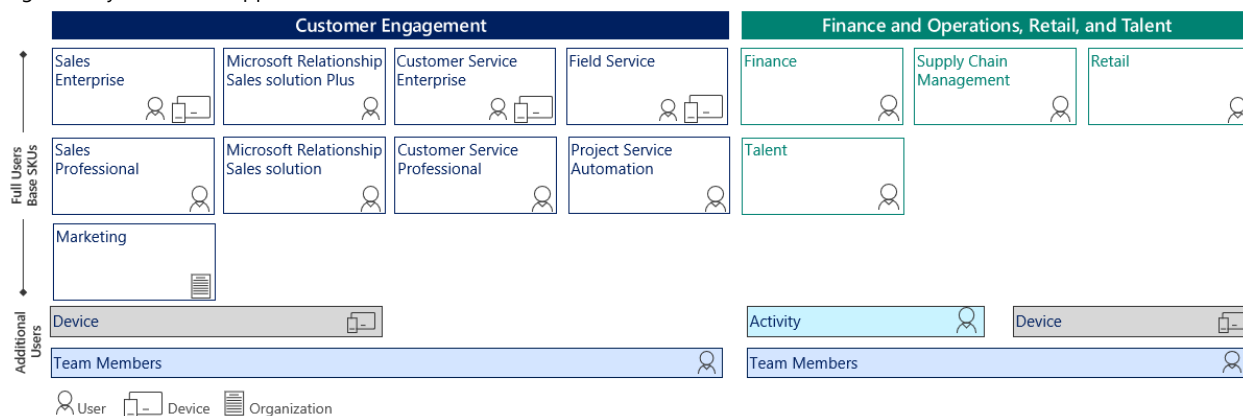 Customer Engagement
Finance and Operations, Retail, and Talent
Full Users
Base SKUs
Sales
Enterprise
Microsoft Relationship
Sales solution Plus
Customer Service
Enterprise
Field Service
Finance
Supply Chain
Management
Retail
Sales
Professional
Microsoft Relationship
Sales solution
Customer Service
Professional
Project Service
Automation
Talent
Marketing
Additional
Users
Device
Activity
Device
Team Members
Team Members
User
Device
Organization